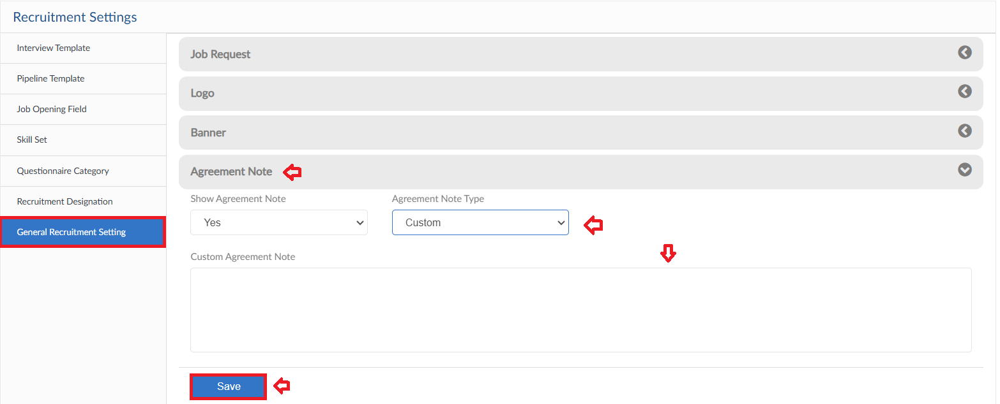 Recruitment Settings
Interview Template
Pipeline Template
Job Opening Field
Skill Set
Questionnaire Category
Recruitment Designation
General Recruitment Setting
Job Request
Logo
Banner
Agreement Note
Show Agreement Note
Agreement Note Type
Yes
Custom
Custom Agreement Note
Save